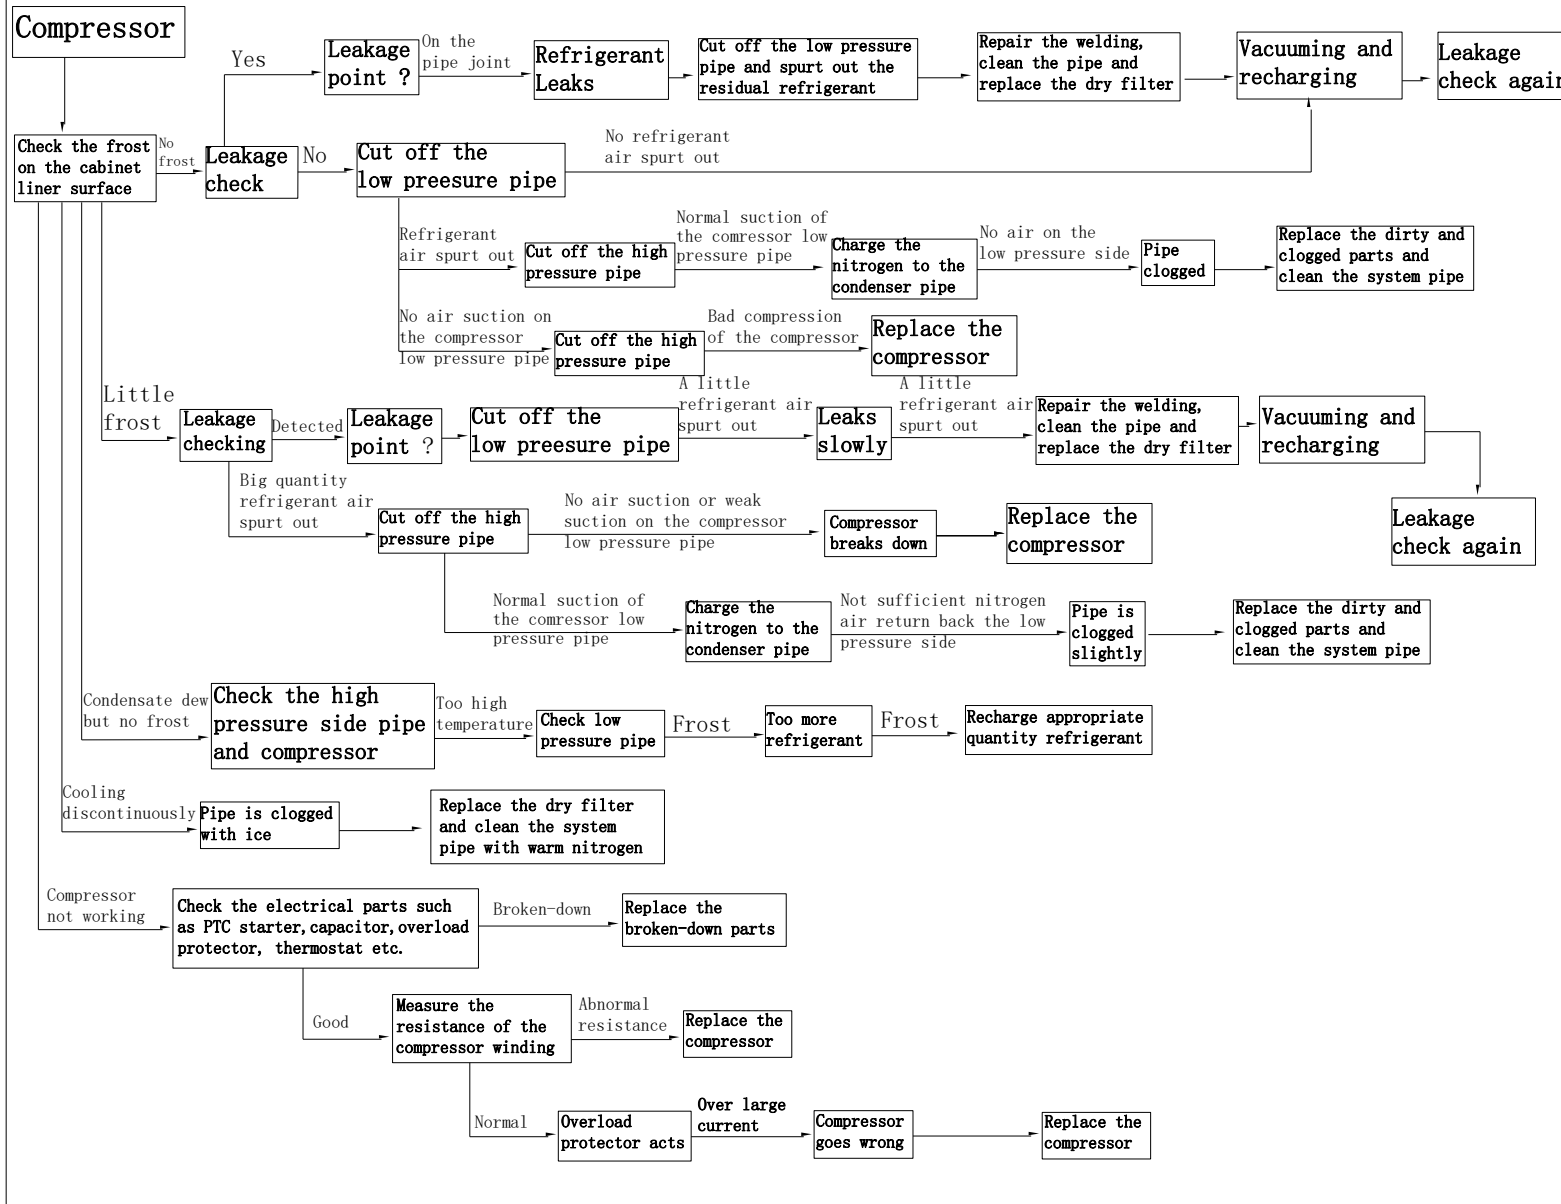 Compressor
Yes
Leakage
point ?
On the
pipe joint
Refrigerant
Leaks
Cut off the low pressure
pipe and spurt out the
residual refrigerant
Repair the welding,
clean the pipe and
replace the dry filter
Vacuuming and
recharging
Leakage
check again
Check the frost
on the cabinet
liner surface
No
frost
Leakage
check
No
Cut off the
low preesure pipe
No refrigerant
air spurt out
Refrigerant
air spurt out
Cut off the high
pressure pipe
Normal suction of
the comressor low
pressure pipe
Charge the
nitrogen to the
condenser pipe
No air on the
low pressure side
Pipe
clogged
Replace the dirty and
clogged parts and
clean the system pipe
No air suction on
the compressor
low pressure pipe
Cut off the high
pressure pipe
Bad compression
of the compressor
Replace the
compressor
Little
frost
Leakage
checking
Detected
Leakage
point ?
Cut off the
low preesure pipe
A little
refrigerant air
spurt out
Leaks
slowly
A little
refrigerant air
spurt out
Repair the welding,
clean the pipe and
replace the dry filter
Vacuuming and
recharging
Leakage
check again
Big quantity
refrigerant air
spurt out
Cut off the high
pressure pipe
No air suction or weak
suction on the compressor
low pressure pipe
Compressor
breaks down
Replace the
compressor
Normal suction of
the comressor low
pressure pipe
Charge the
nitrogen to the
condenser pipe
Not sufficient nitrogen
air return back the low
pressure side
Pipe is
clogged
slightly
Replace the dirty and
clogged parts and
clean the system pipe
Condensate dew
but no frost
Check the high
pressure side pipe
and compressor
Too high
temperature
Check low
pressure pipe
Frost
Too more
refrigerant
Frost
Recharge appropriate
quantity refrigerant
Cooling
discontinuously
Pipe is clogged
with ice
Replace the dry filter
and clean the system
pipe with warm nitrogen
Compressor
not working
Check the electrical parts such
as PTC starter,capacitor,overload
protector, thermostat etc.
Broken-down
Replace the
broken-down parts
Good
Measure the
resistance of the
compressor winding
Abnormal
resistance
Replace the
compressor
Normal
Overload
protector acts
Over large
current
Compressor
goes wrong
Replace the
compressor